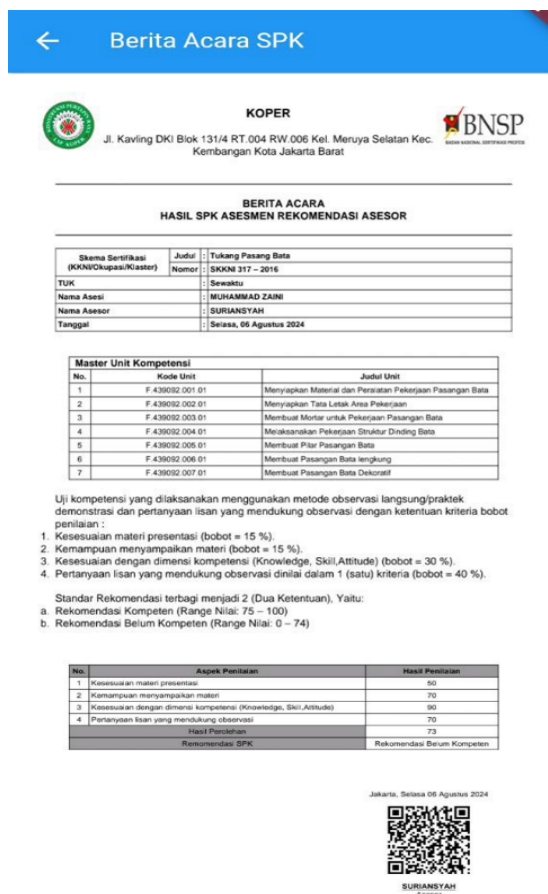 Berita Acara SPK
KOPER
Jl. Kavling DKI Blok 131/4 RT.004 RW.006 Kel. Meruya Selatan Kec.
Kembangan Kota Jakarta Barat
BNSP
BADAN NASIONAL SERTIFIKASI PROFESI
BERITA ACARA
HASIL SPK ASESMEN REKOMENDASI ASESOR
Skema Sertifikasi (KKNI/Okupasi/Klaster) Judul : Tukang Pasang Bata
Nomor : SKKNI 317 – 2016
TUK : Sewaktu
Nama Asesi : MUHAMMAD ZAINI
Nama Asesor : SURIANSYAH
Tanggal : Selasa, 06 Agustus 2024
Master Unit Kompetensi
No. Kode Unit Judul Unit
1 F.439092.001.01 Menyiapkan Material dan Peralatan Pekerjaan Pasangan Bata
2 F.439092.002.01 Menyiapkan Tata Letak Area Pekerjaan
3 F.439092.003.01 Membuat Mortar untuk Pekerjaan Pasangan Bata
4 F.439092.004.01 Melaksanakan Pekerjaan Struktur Dinding Bata
5 F.439092.005.01 Membuat Pilar Pasangan Bata
6 F.439092.006.01 Membuat Pasangan Bata lengkung
7 F.439092.007.01 Membuat Pasangan Bata Dekoratif
Uji kompetensi yang dilaksanakan menggunakan metode observasi langsung/praktek
demonstrasi dan pertanyaan lisan yang mendukung observasi dengan ketentuan kriteria bobot
penilaian :
1. Kesesuaian materi presentasi (bobot = 15 %).
2. Kemampuan menyampaikan materi (bobot = 15 %).
3. Kesesuaian dengan dimensi kompetensi (Knowledge, Skill,Attitude) (bobot = 30 %).
4. Pertanyaan lisan yang mendukung observasi dinilai dalam 1 (satu) kriteria (bobot = 40 %).
Standar Rekomendasi terbagi menjadi 2 (Dua Ketentuan), Yaitu:
a. Rekomendasi Kompeten (Range Nilai: 75 – 100)
b. Rekomendasi Belum Kompeten (Range Nilai: 0 – 74)
No. Aspek Penilaian Hasil Penilaian
1 Kesesuaian materi presentasi 50
2 Kemampuan menyampaikan materi 70
3 Kesesuaian dengan dimensi kompetensi (Knowledge, Skill,Attitude) 90
4 Pertanyaan lisan yang mendukung observasi 70
Hasil Perolehan 73
Remomendasi SPK Rekomendasi Belum Kompeten
Jakarta, Selasa 06 Agustus 2024
SURIANSYAH
Asesor